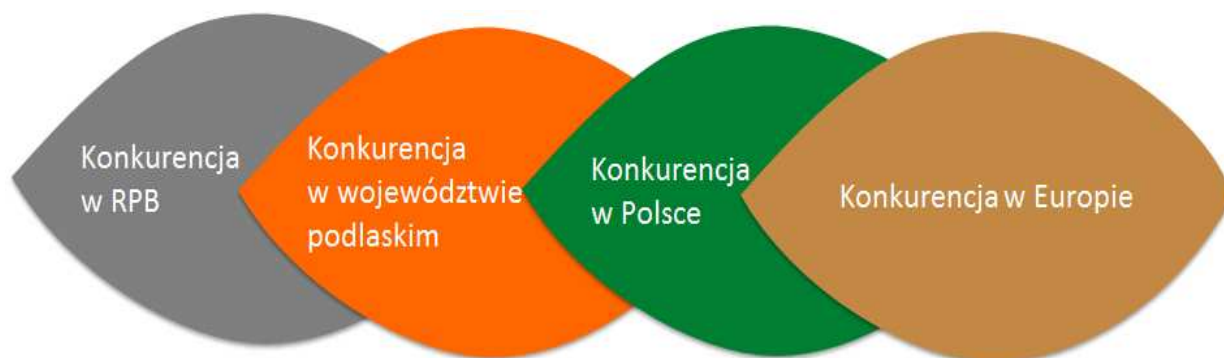 Konkurencja
w RPB
Konkurencja
w województwie
podlaskim
Konkurencja
w Polsce
Konkurencja w Europie